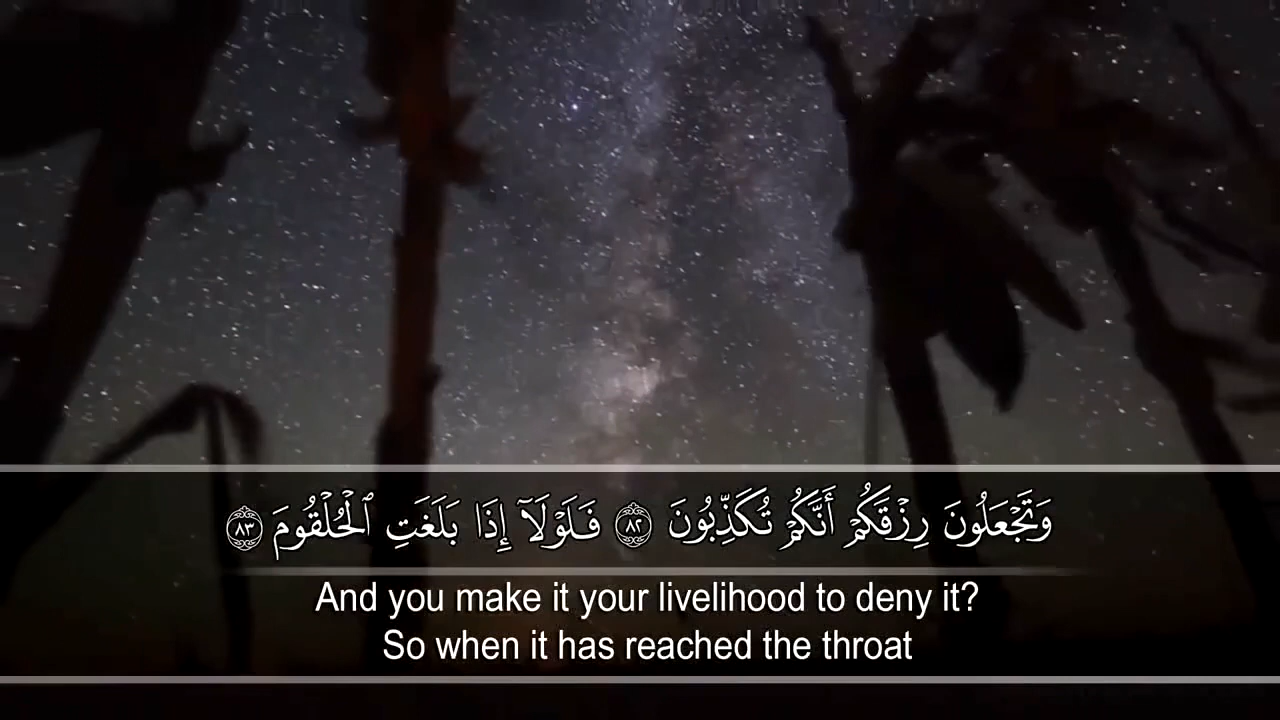 وَتَجْعَلُونَ رِزْقَكُمْ أَنَّكُمْ تُكَذِّبُونَ ٨٢ فَلَوْلَآ إِذَا بَلَغَتِ ٱلْحُلْقُومَ ٨٣
And you make it your livelihood to deny it?
So when it has reached the throat